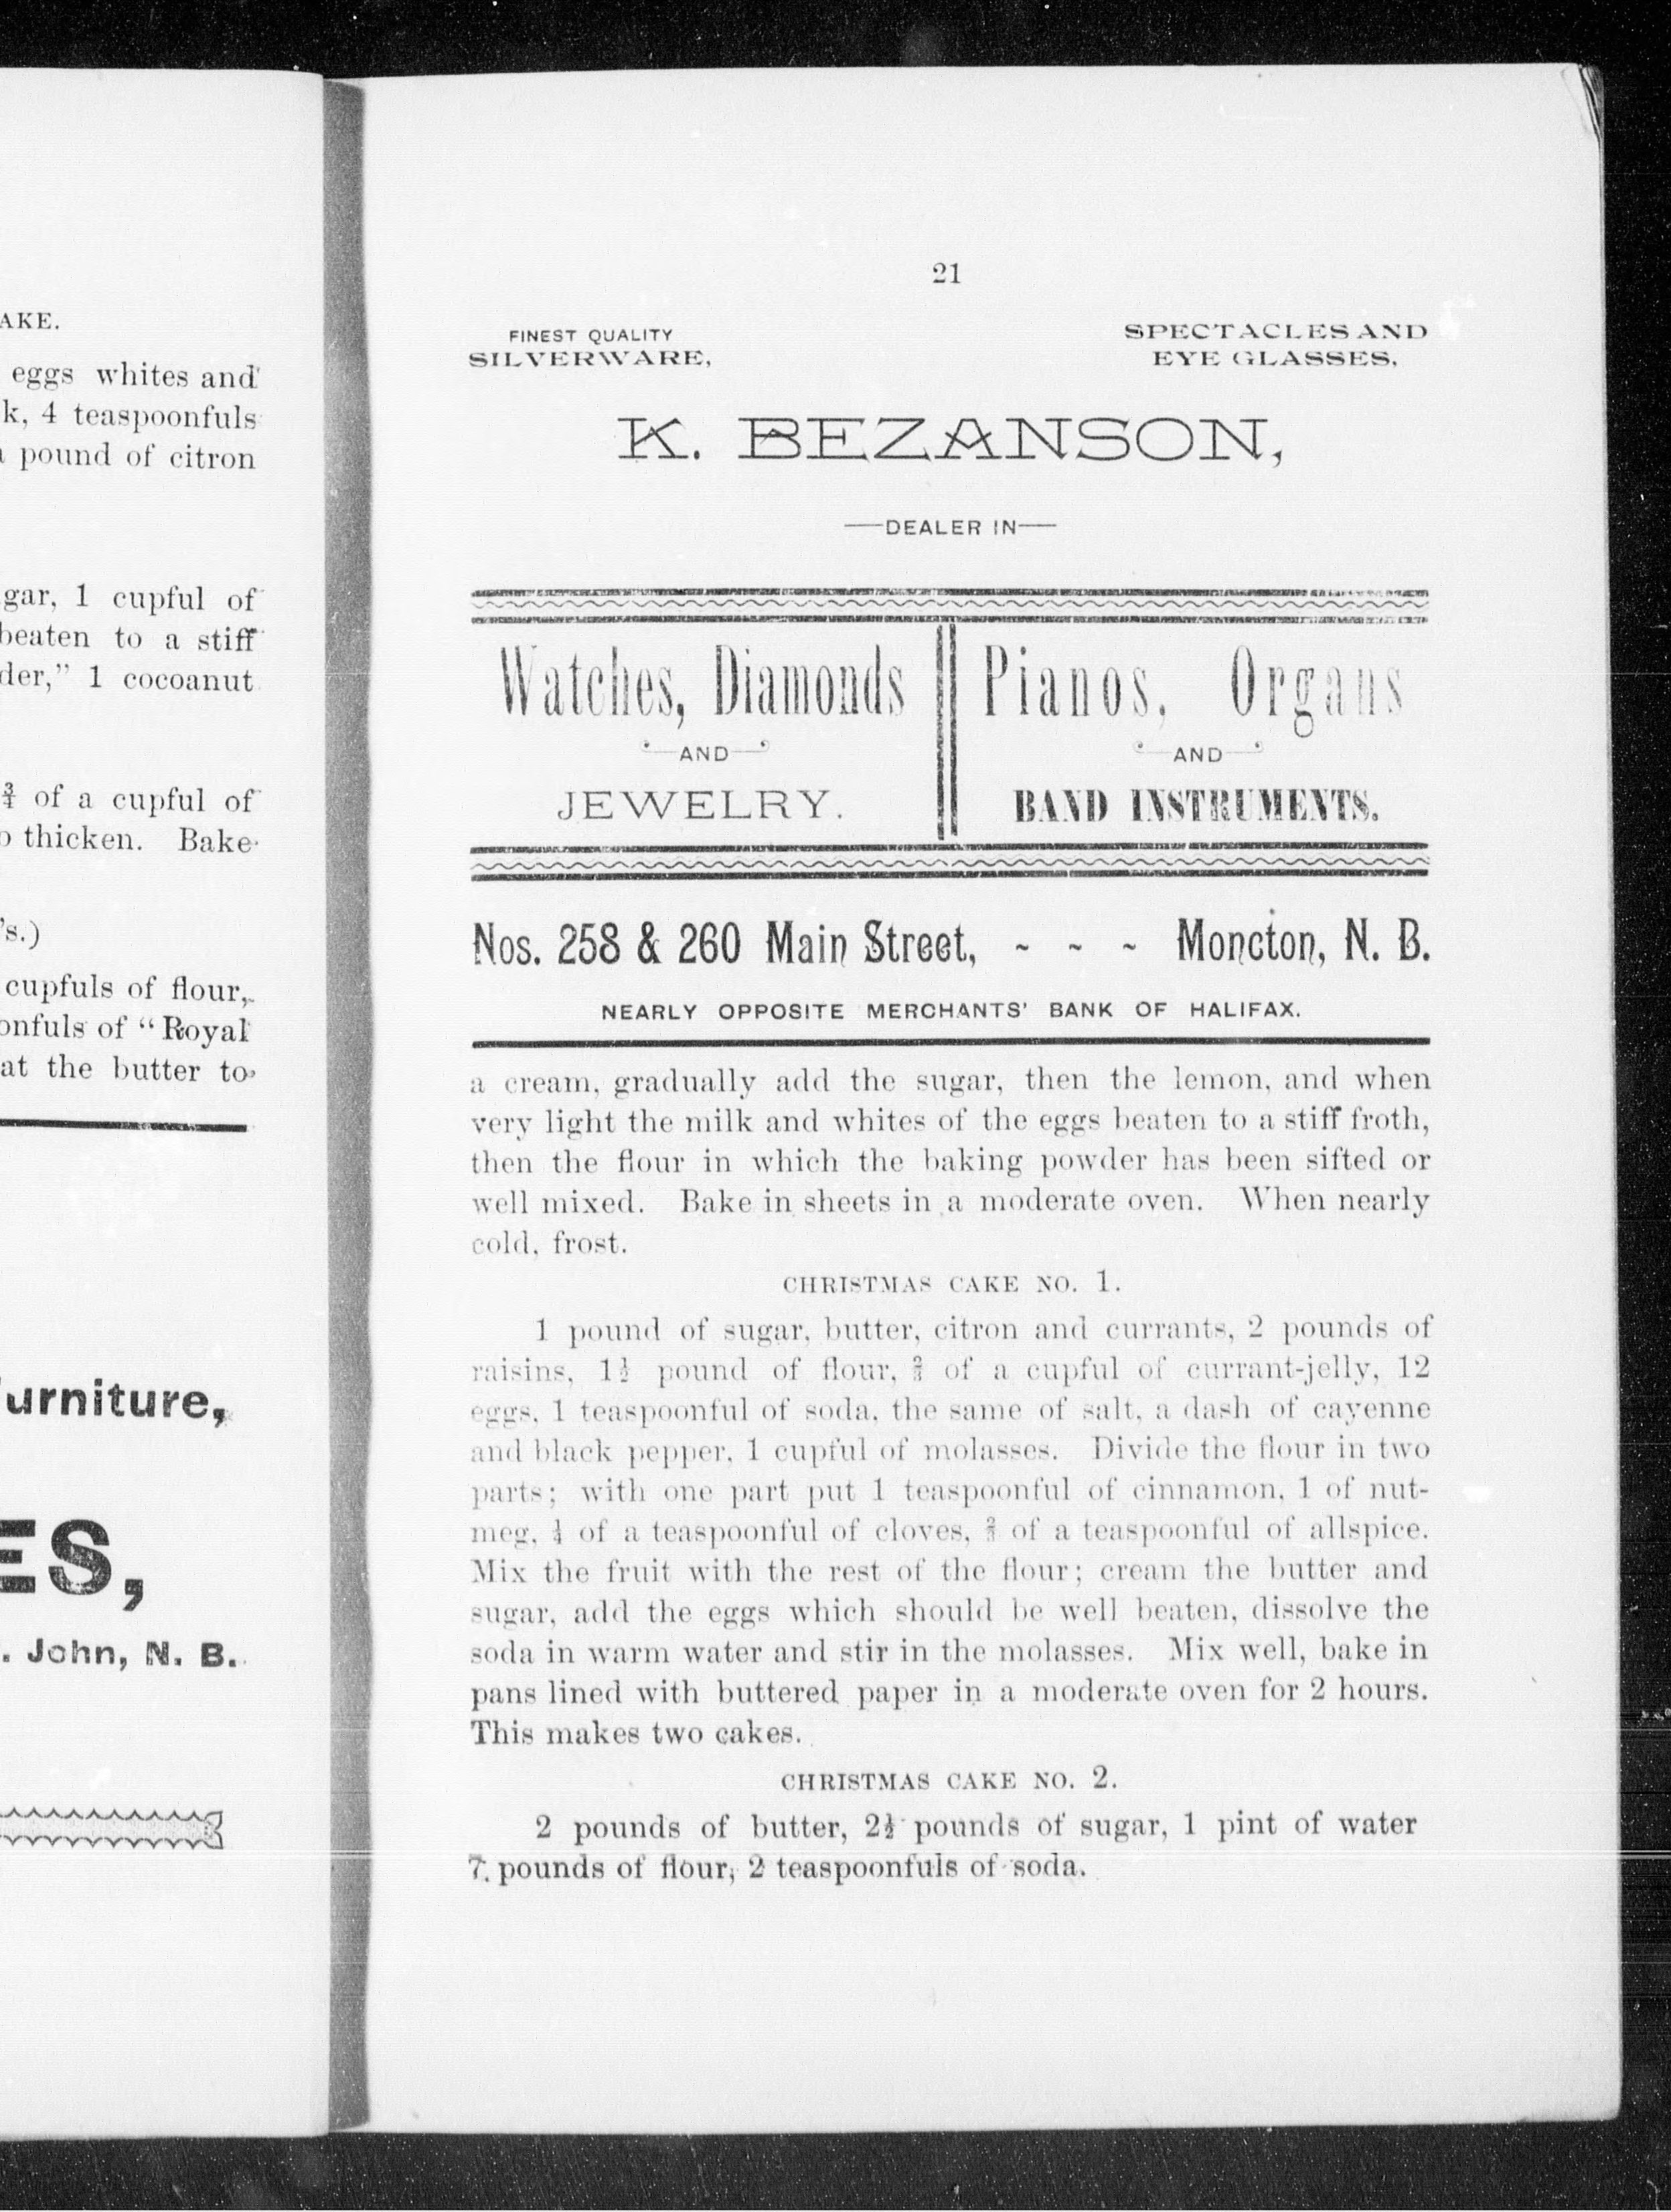 AKE.
eggs whites and
k, 4 teaspoonfuls
pound of citron
gar, 1 cupful of
beaten to a stiff
der," 1 cocoanut
¾ of a cupful of
thicken. Bake
's.)
cupfuls of flour,
onfuls of "Royal
at the butter to
urniture,
ES,
. John, N. B.
21
FINEST QUALITY
SILVERWARE,
SPECTACLES AND
EYE GLASSES,
K. BEZANSON,
—DEALER IN—
Watches, Diamonds
AND
JEWELRY.
Pianos, Organs
AND
BAND INSTRUMENTS.
Nos. 258 & 260 Main Street, - - - Moncton, N. B.
NEARLY OPPOSITE MERCHANTS' BANK OF HALIFAX.
a cream, gradually add the sugar, then the lemon, and when
very light the milk and whites of the eggs beaten to a stiff froth,
then the flour in which the baking powder has been sifted or
well mixed. Bake in sheets in a moderate oven. When nearly
cold, frost.
CHRISTMAS CAKE NO. 1.
1 pound of sugar, butter, citron and currants, 2 pounds of
raisins, 1½ pound of flour, of a cupful of currant-jelly, 12
eggs, 1 teaspoonful of soda, the same of salt, a dash of cayenne
and black pepper, 1 cupful of molasses. Divide the flour in two
parts; with one part put 1 teaspoonful of cinnamon, 1 of nut-
meg, of a teaspoonful of cloves, of a teaspoonful of allspice.
Mix the fruit with the rest of the flour; cream the butter and
sugar, add the eggs which should be well beaten, dissolve the
soda in warm water and stir in the molasses. Mix well, bake in
pans lined with buttered paper in a moderate oven for 2 hours.
This makes two cakes.
CHRISTMAS CAKE NO. 2.
2 pounds of butter, 2½ pounds of sugar, 1 pint of water
7 pounds of flour, 2 teaspoonfuls of soda.